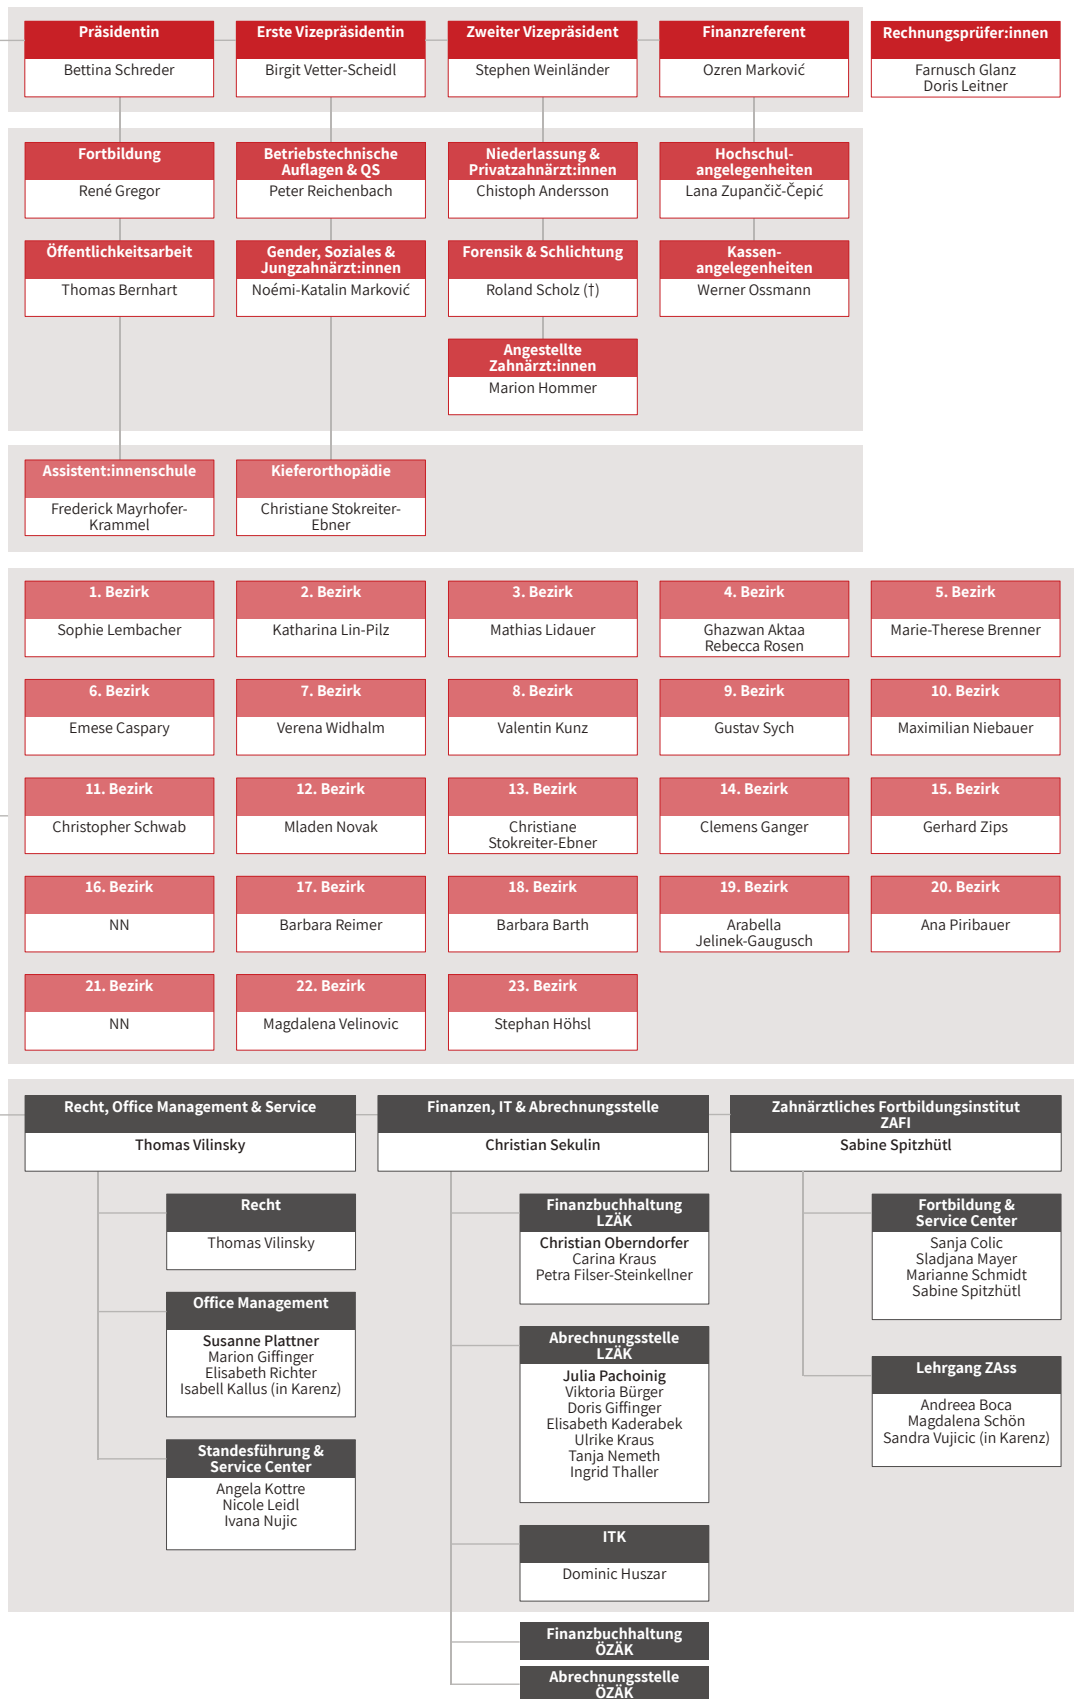 Präsidentin
Bettina Schreder
Erste Vizepräsidentin
Birgit Vetter-Scheidl
Zweiter Vizepräsident
Stephen Weinländer
Finanzreferent
Ozren Marković
Rechnungsprüfer:innen
Farnusch Glanz
Doris Leitner
Fortbildung
René Gregor
Betriebstechnische
Auflagen & QS
Peter Reichenbach
Niederlassung &
Privatzahnärzt:innen
Chistoph Andersson
Hochschul-
angelegenheiten
Lana Zupančič-Čepić
Öffentlichkeitsarbeit
Thomas Bernhart
Gender, Soziales &
Jungzahnärzt:innen
Noémi-Katalin Marković
Forensik & Schlichtung
Roland Scholz (†)
Kassen-
angelegenheiten
Werner Ossmann
Angestellte
Zahnärzt:innen
Marion Hommer
Assistent:innenschule
Frederick Mayrhofer-
Krammel
Kieferorthopädie
Christiane Stokreiter-
Ebner
1. Bezirk
Sophie Lembacher
2. Bezirk
Katharina Lin-Pilz
3. Bezirk
Mathias Lidauer
4. Bezirk
Ghazwan Aktaa
Rebecca Rosen
5. Bezirk
Marie-Therese Brenner
6. Bezirk
Emese Caspary
7. Bezirk
Verena Widhalm
8. Bezirk
Valentin Kunz
9. Bezirk
Gustav Sych
10. Bezirk
Maximilian Niebauer
11. Bezirk
Christopher Schwab
12. Bezirk
Mladen Novak
13. Bezirk
Christiane
Stokreiter-Ebner
14. Bezirk
Clemens Ganger
15. Bezirk
Gerhard Zips
16. Bezirk
NN
17. Bezirk
Barbara Reimer
18. Bezirk
Barbara Barth
19. Bezirk
Arabella
Jelinek-Gaugusch
20. Bezirk
Ana Piribauer
21. Bezirk
NN
22. Bezirk
Magdalena Velinovic
23. Bezirk
Stephan Höhsl
Recht, Office Management & Service
Thomas Vilinsky
Finanzen, IT & Abrechnungsstelle
Christian Sekulin
Zahnärztliches Fortbildungsinstitut
ZAFI
Sabine Spitzhütl
Recht
Thomas Vilinsky
Office Management
Susanne Plattner
Marion Giffinger
Elisabeth Richter
Isabell Kallus (in Karenz)
Standesführung &
Service Center
Angela Kottre
Nicole Leidl
Ivana Nujic
Finanzbuchhaltung
LZÄK
Christian Oberndorfer
Carina Kraus
Petra Filser-Steinkellner
Abrechnungsstelle
LZÄK
Julia Pachoinig
Viktoria Bürger
Doris Giffinger
Elisabeth Kaderabek
Ulrike Kraus
Tanja Nemeth
Ingrid Thaller
ITK
Dominic Huszar
Finanzbuchhaltung
ÖZÄK
Abrechnungsstelle
ÖZÄK
Fortbildung &
Service Center
Sanja Colic
Sladjana Mayer
Marianne Schmidt
Sabine Spitzhütl
Lehrgang ZAss
Andreea Boca
Magdalena Schön
Sandra Vujicic (in Karenz)